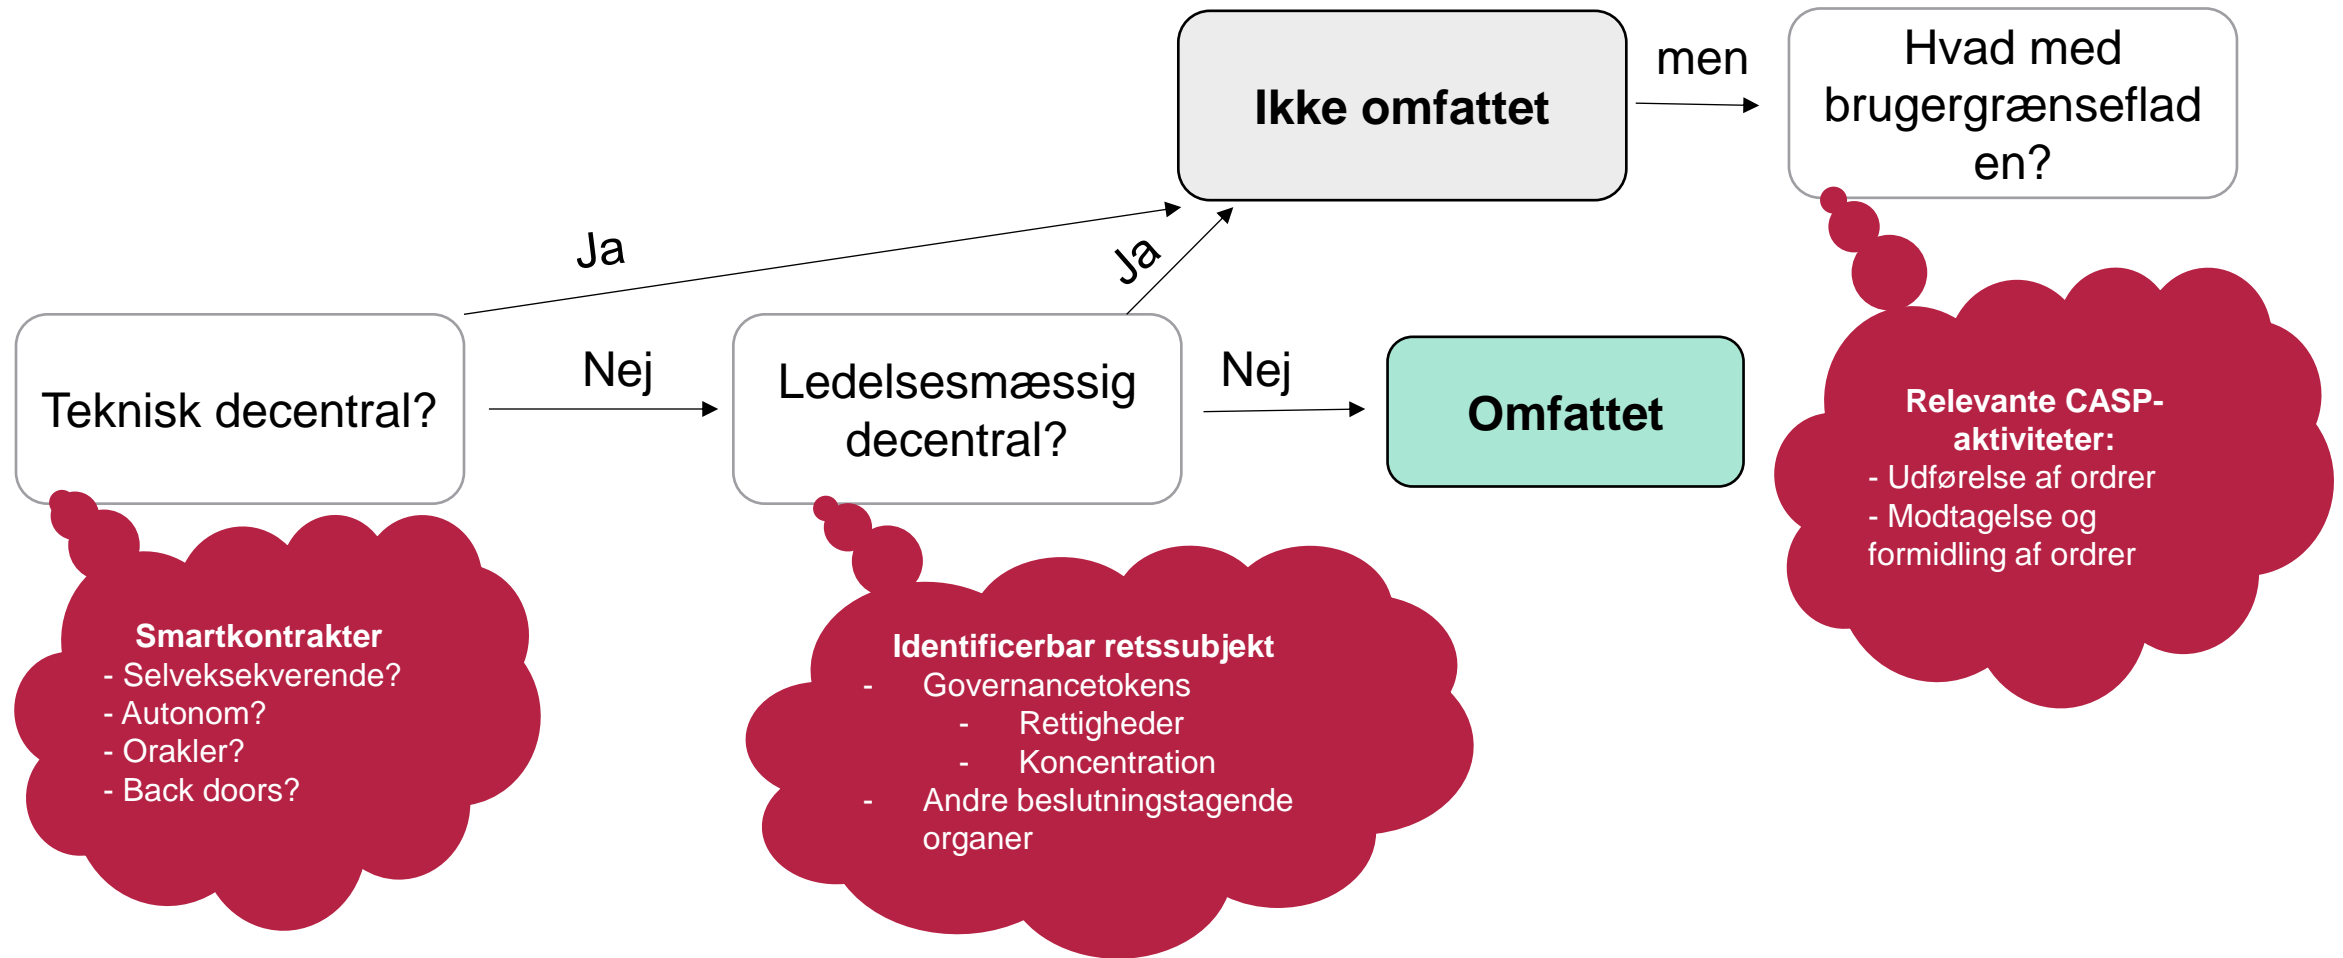 Ikke omfattet
men
Hvad med
brugergrænseflad
en?
Ja
Ja
Teknisk decentral?
Nej
Ledelsesmæssig
decentral?
Nej
Omfattet
Relevante CASP-
aktiviteter:
- Udførelse af ordrer
- Modtagelse og
formidling af ordrer
Smartkontrakter
- Selveksekverende?
- Autonom?
- Orakler?
- Back doors?
Identificerbar retssubjekt
- Governancetokens
- Rettigheder
- Koncentration
- Andre beslutningstagende
organer